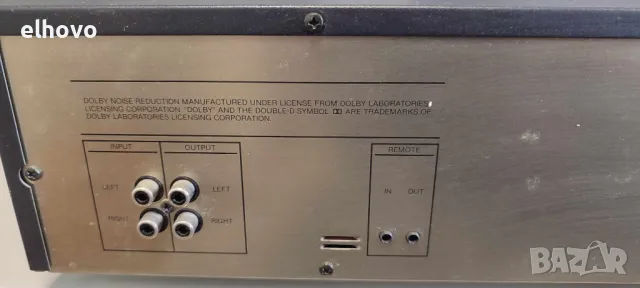 elhovo
DOLBY NOISE REDUCTION MANUFACTURED UNDER LICENSE FROM DOLBY LABORATORIES
LICENSING CORPORATION. "DOLBY" AND THE DOUBLE-D SYMBOL ARE TRADEMARKS OF
DOLBY LABORATORIES LICENSING CORPORATION.
INPUT OUTPUT REMOTE
LEFT LEFT IN OUT
RIGHT RIGHT
BAZAR.bg